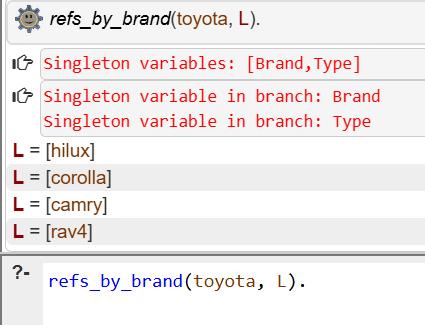 refs_by_brand(toyota, L).
Singleton variables: [Brand,Type]
Singleton variable in branch: Brand
Singleton variable in branch: Type
L = [hilux]
L = [corolla]
L = [camry]
L = [rav4]
?- refs_by_brand(toyota, L).